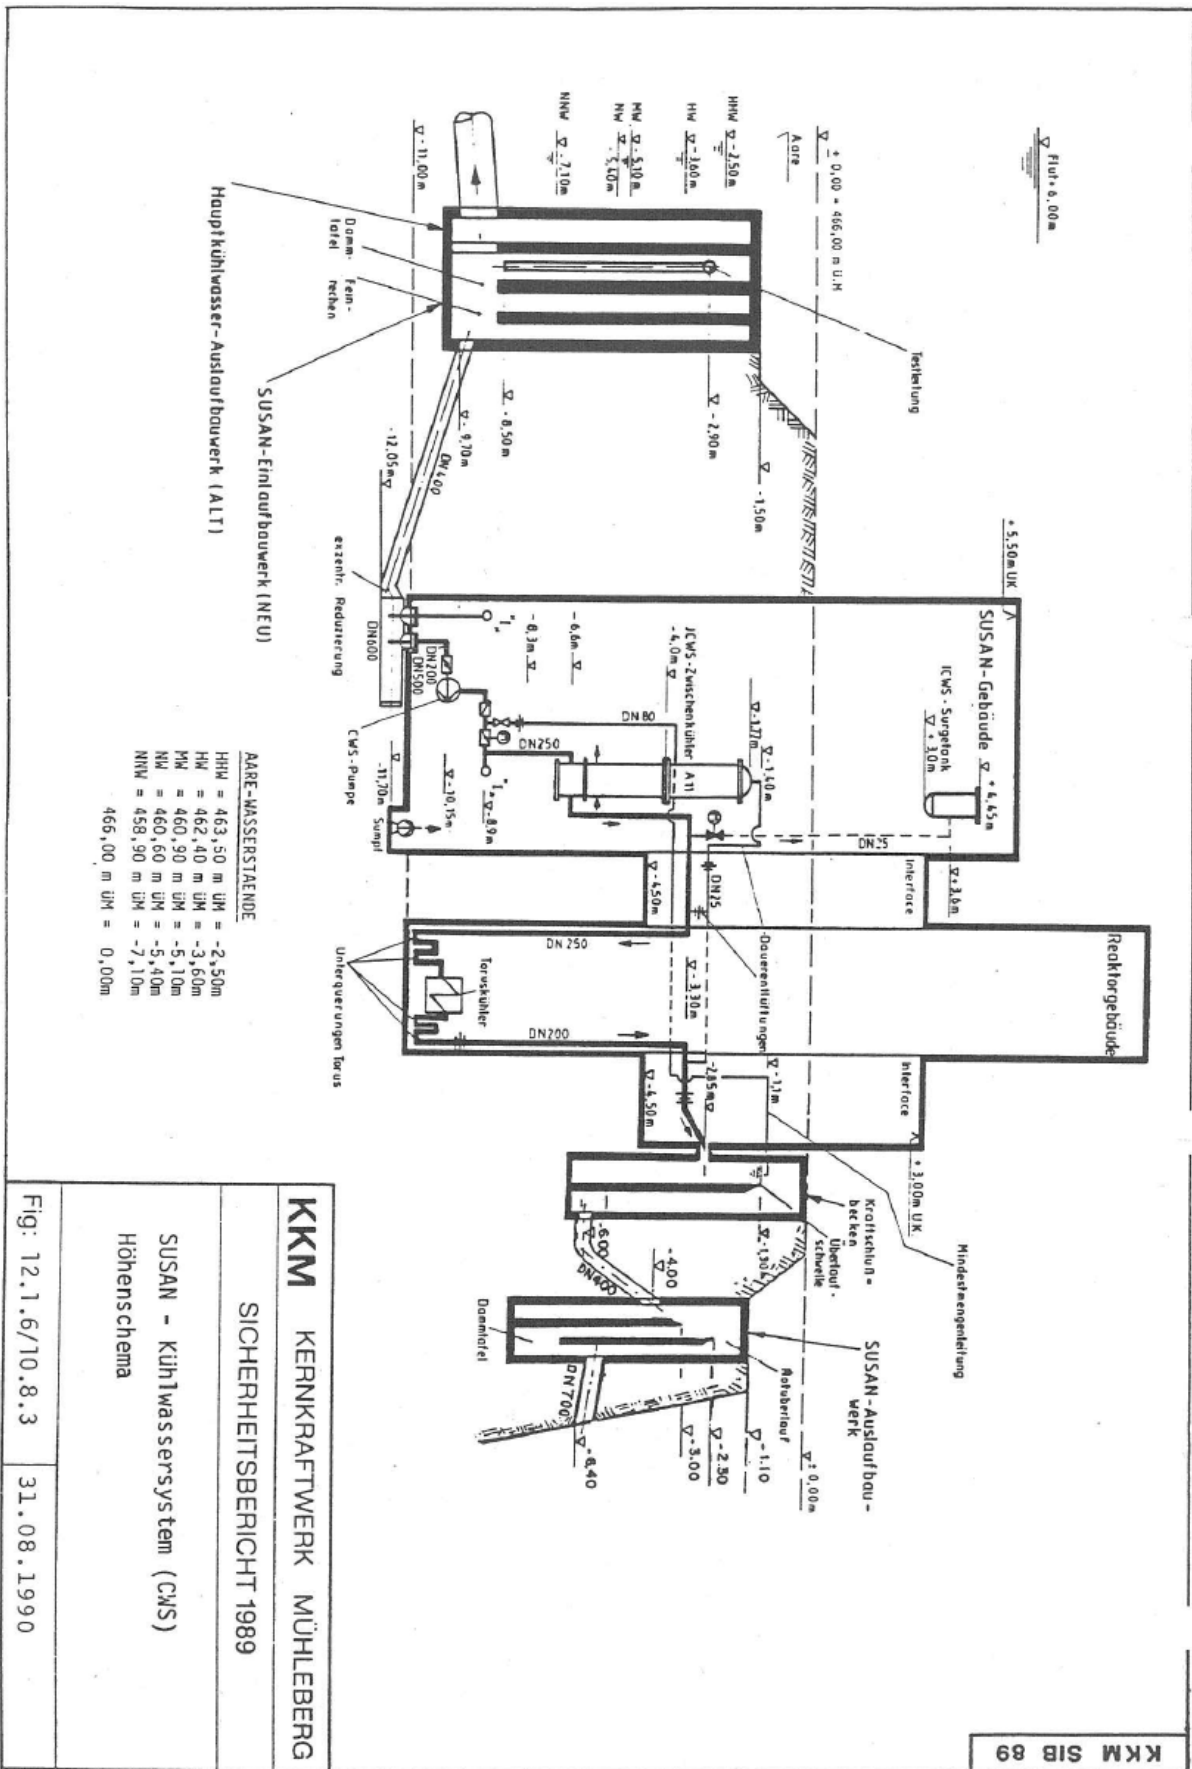 KKM SIB 89
▽ Flut + 6,00m
▽ ± 0,00 = 466,00 m ü.M
Aare
HHW ▽ -2,50m
HW ▽ -3,60m
MW ▽ -5,10m
NW ▽ -5,40m
NNW ▽ -7,10m
▽ -11,00m
Testleitung
▽ -2,90m
▽ -1,50m
▽ -8,50m
▽ -9,70m
DN 400
-12,05m ▽
Damm-
tafel
Fein-
rechen
Hauptkühlwasser-Auslaufbauwerk (ALT)
SUSAN-Einlaufbauwerk (NEU)
exzentr. Reduzierung
+ 5,50m UK
SUSAN-Gebäude
▽ + 4,45m
ICWS-Surgetank
▽ + 3,0m
▽ + 3,6m
-1,77m
▽ -1,40m
JCWS-Zwischenkühler A11
-4,0m ▽
-6,6m ▽
-8,3m ▽
▽ -8,9m
▽ -10,15m
▽ -11,70m
DN 80
DN250
DN25
DN25
"I"
"I"
DN200
DN500
DN600
CWS-Pumpe
Sumpf
Interface
▽ -4,50m
Reaktorgebäude
DN 250
Toruskühler
DN200
▽ -3,30m
Dauerentlüftungen
Unterquerungen Torus
Interface
▽ -1,1m
-2,85m ▽
▽ -4,50m
+ 3,00m UK
Mindestmengenleitung
Kraftschluß-
becken
Überlauf-
schwelle
▽ -1,30
-6.00
DN400
▽ -4.00
SUSAN-Auslaufbau-
werk
Notüberlauf
Dammtafel
DN 700
▽ ± 0,00m
▽ -1.10
▽ -2.30
▽ -3.00
▽ -8,40
AARE-WASSERSTAENDE
HHW = 463,50 m üM = -2,50m
HW = 462,40 m üM = -3,60m
MW = 460,90 m üM = -5,10m
NW = 460,60 m üM = -5,40m
NNW = 458,90 m üM = -7,10m
466,00 m üM = 0,00m
KKM KERNKRAFTWERK MÜHLEBERG
SICHERHEITSBERICHT 1989
SUSAN - Kühlwassersystem (CWS)
Höhenschema
Fig: 12.1.6/10.8.3
31.08.1990